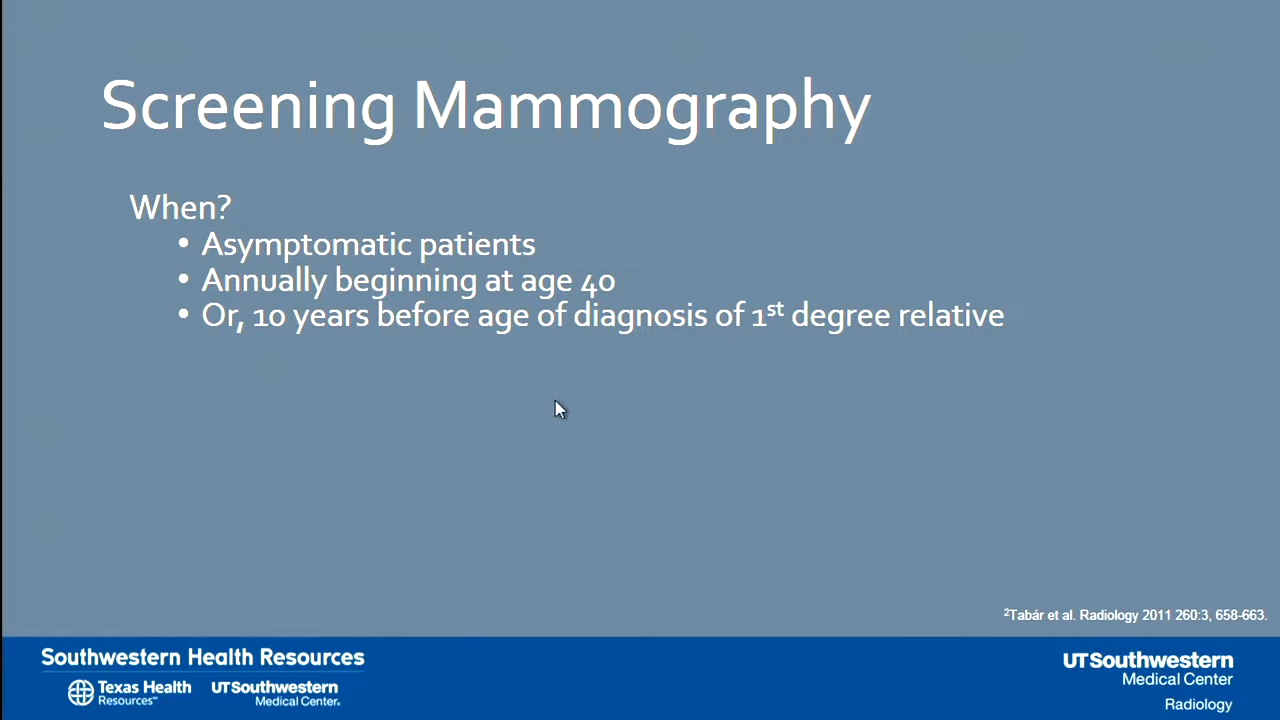 Screening Mammography
When?
• Asymptomatic patients
• Annually beginning at age 40
• Or, 10 years before age of diagnosis of 1st degree relative
2Tabár et al. Radiology 2011 260:3, 658-663.
Southwestern Health Resources
Texas Health
Resources℠
UTSouthwestern
Medical Center®
UTSouthwestern
Medical Center
Radiology